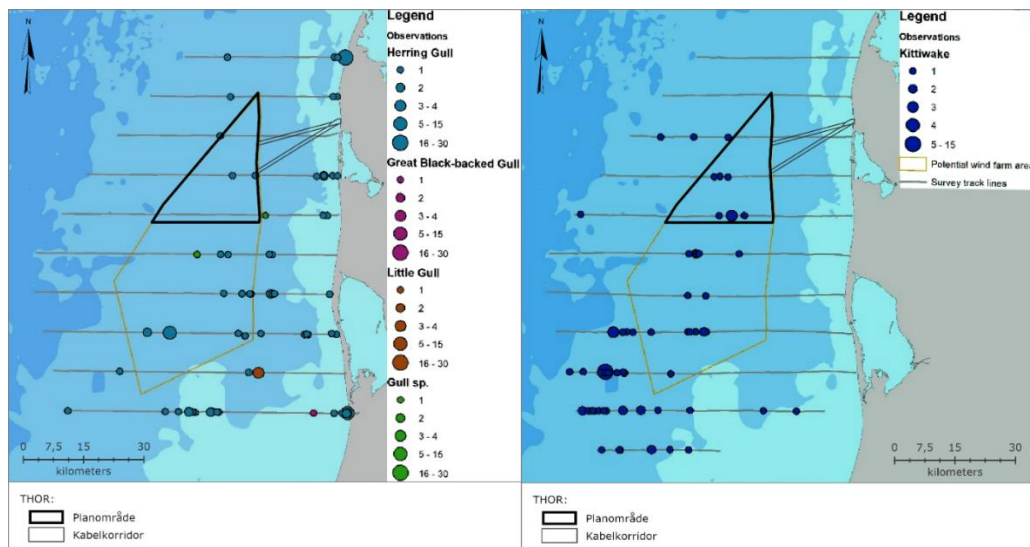 N
Legend
Observations
Herring Gull
1
2
3 - 4
5 - 15
16 - 30
Great Black-backed Gull
1
2
3 - 4
5 - 15
16 - 30
Little Gull
1
2
3 - 4
5 - 15
16 - 30
Gull sp.
1
2
3 - 4
5 - 15
16 - 30
0 7,5 15 30
kilometers
THOR:
Planområde
Kabelkorridor
N
Legend
Observations
Kittiwake
1
2
3
4
5 - 15
Potential wind farm area
Survey track lines
0 7,5 15 30
kilometers
THOR:
Planområde
Kabelkorridor